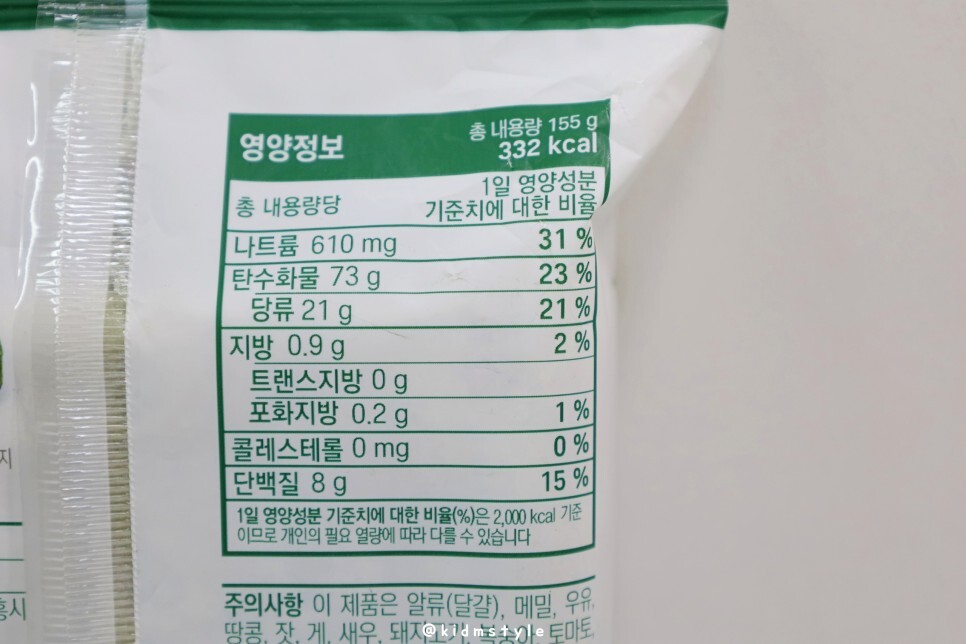 영양정보
총 내용량 155 g
332 kcal
총 내용량당
1일 영양성분
기준치에 대한 비율
나트륨 610 mg 31 %
탄수화물 73 g 23 %
당류 21 g 21 %
지방 0.9 g 2 %
트랜스지방 0 g
포화지방 0.2 g 1 %
콜레스테롤 0 mg 0 %
단백질 8 g 15 %
1일 영양성분 기준치에 대한 비율(%)은 2,000 kcal 기준
이므로 개인의 필요 열량에 따라 다를 수 있습니다
주의사항 이 제품은 알류(달걀), 메밀, 우유,
땅콩, 잣, 게, 새우, 토마토,
@kidmstyle
지